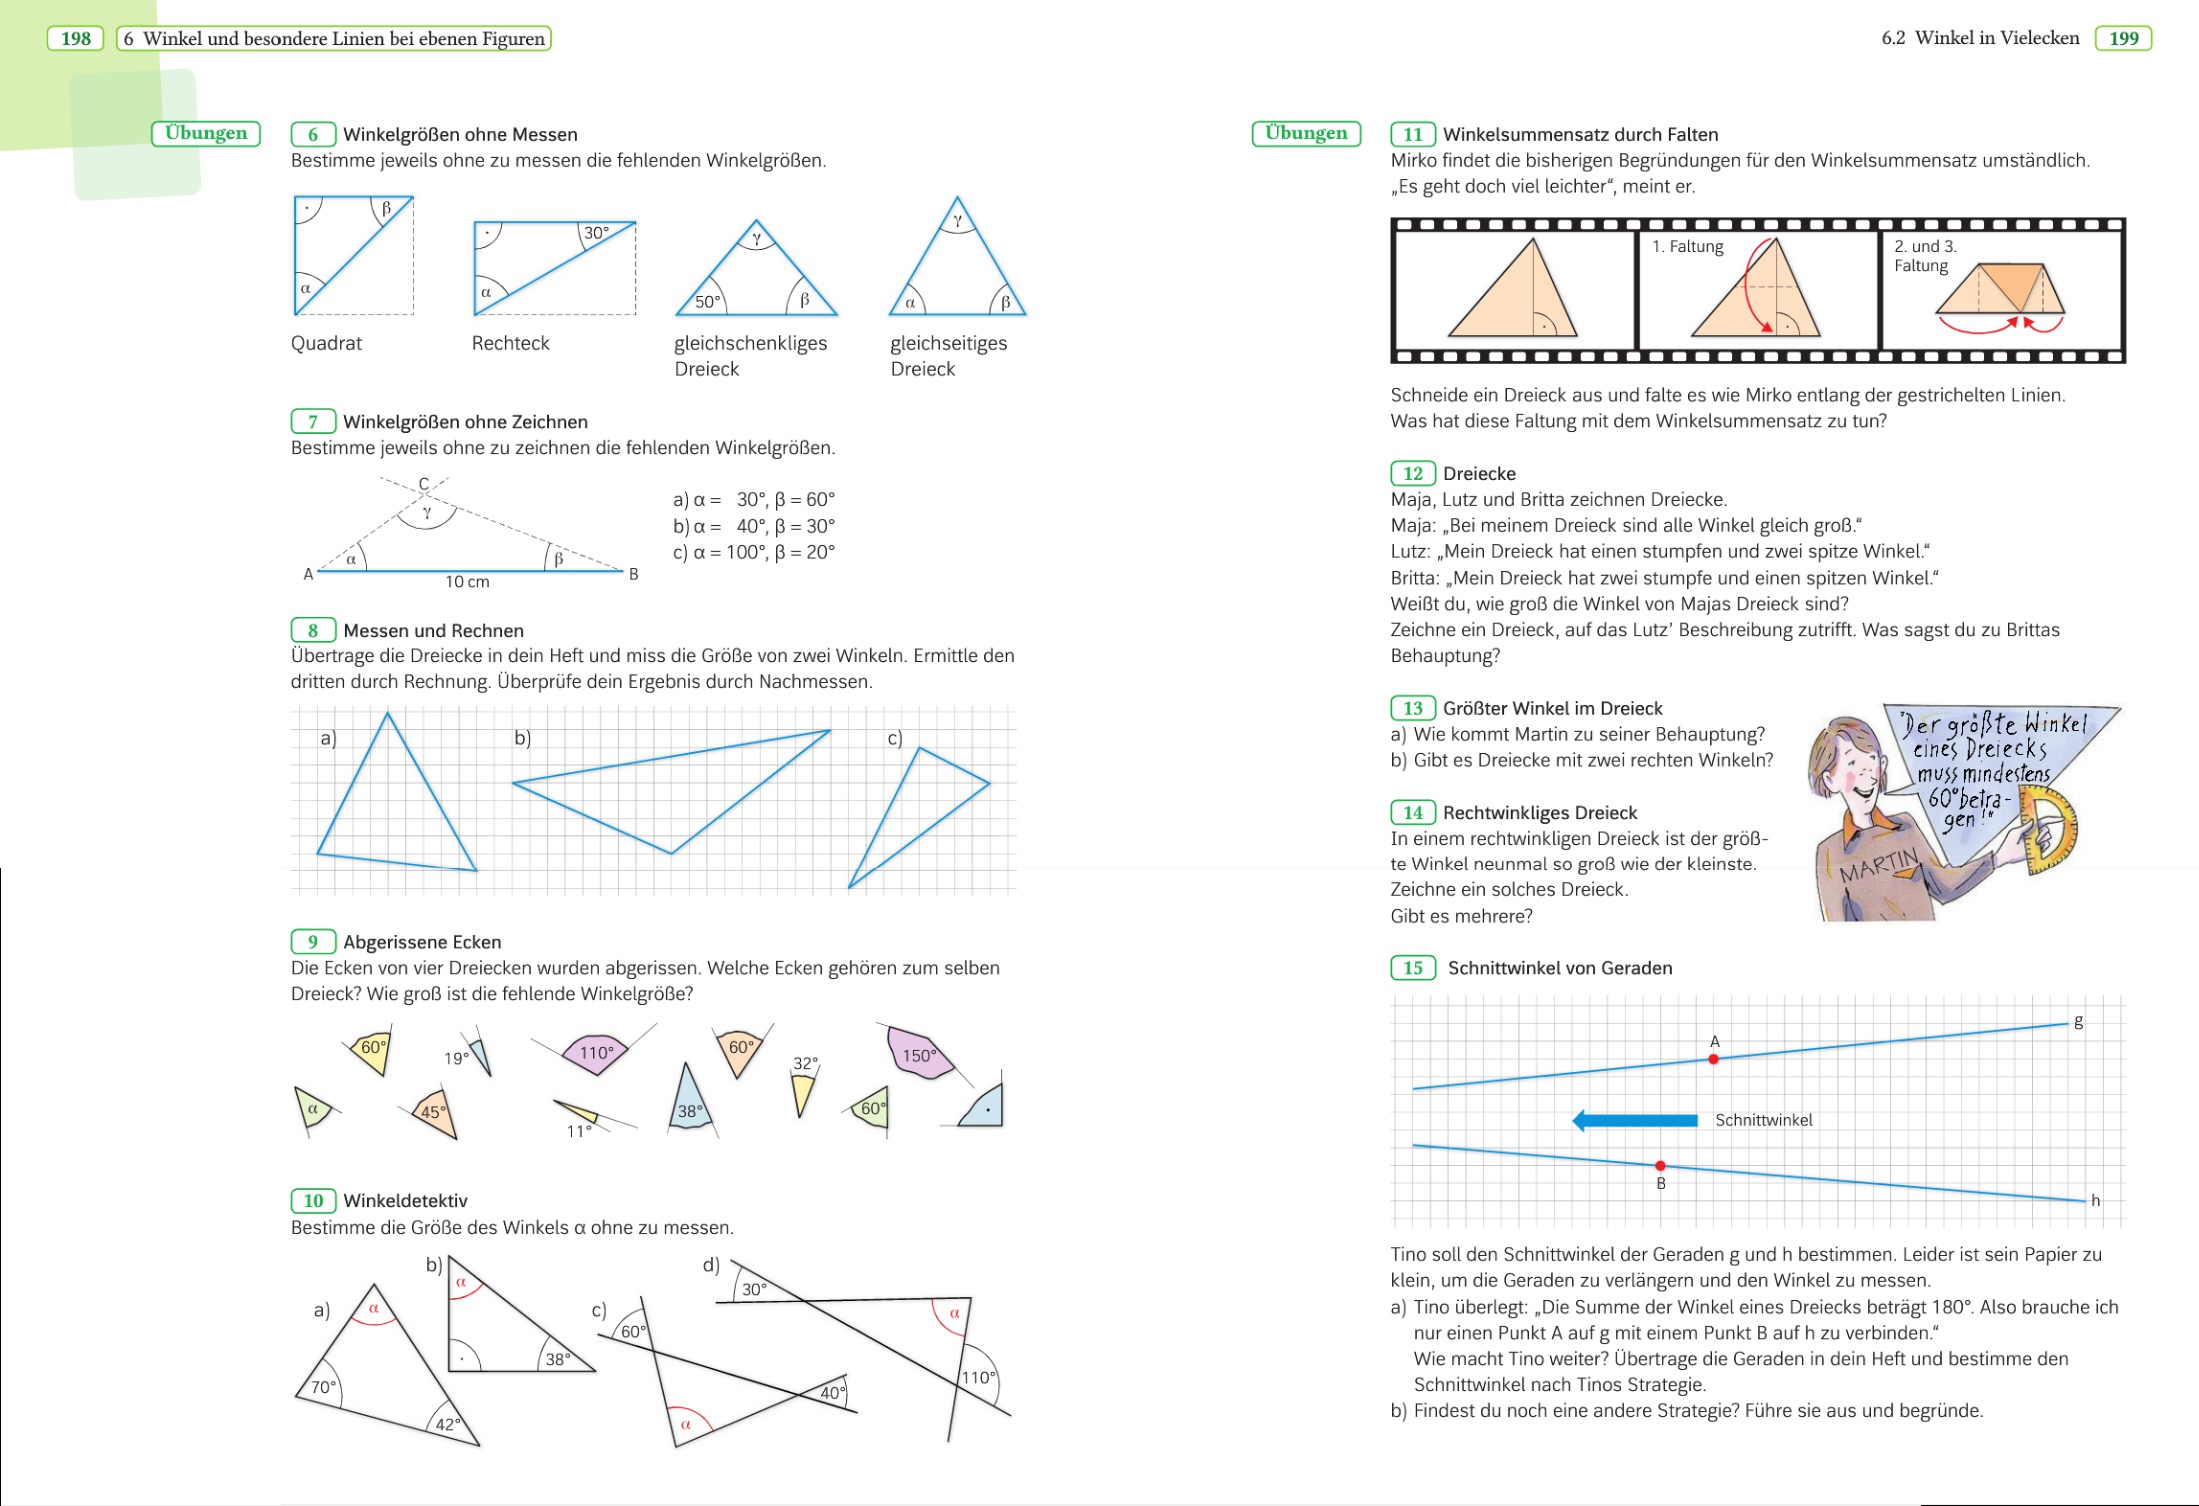 198
6 Winkel und besondere Linien bei ebenen Figuren
Übungen
6 Winkelgrößen ohne Messen
Bestimme jeweils ohne zu messen die fehlenden Winkelgrößen.
β
α
30°
α
γ
50°
β
γ
α
β
Quadrat
Rechteck
gleichschenkliges
Dreieck
gleichseitiges
Dreieck
7 Winkelgrößen ohne Zeichnen
Bestimme jeweils ohne zu zeichnen die fehlenden Winkelgrößen.
C
γ
α
β
A
10 cm
B
a) α = 30°, β = 60°
b) α = 40°, β = 30°
c) α = 100°, β = 20°
8 Messen und Rechnen
Übertrage die Dreiecke in dein Heft und miss die Größe von zwei Winkeln. Ermittle den
dritten durch Rechnung. Überprüfe dein Ergebnis durch Nachmessen.
a)
b)
c)
9 Abgerissene Ecken
Die Ecken von vier Dreiecken wurden abgerissen. Welche Ecken gehören zum selben
Dreieck? Wie groß ist die fehlende Winkelgröße?
60°
19°
110°
60°
32°
150°
α
45°
11°
38°
60°
10 Winkeldetektiv
Bestimme die Größe des Winkels α ohne zu messen.
a)
α
70°
42°
b)
α
38°
c)
60°
40°
α
d)
30°
α
110°
6.2 Winkel in Vielecken
199
Übungen
11 Winkelsummensatz durch Falten
Mirko findet die bisherigen Begründungen für den Winkelsummensatz umständlich.
„Es geht doch viel leichter“, meint er.
1. Faltung
2. und 3.
Faltung
Schneide ein Dreieck aus und falte es wie Mirko entlang der gestrichelten Linien.
Was hat diese Faltung mit dem Winkelsummensatz zu tun?
12 Dreiecke
Maja, Lutz und Britta zeichnen Dreiecke.
Maja: „Bei meinem Dreieck sind alle Winkel gleich groß.“
Lutz: „Mein Dreieck hat einen stumpfen und zwei spitze Winkel.“
Britta: „Mein Dreieck hat zwei stumpfe und einen spitzen Winkel.“
Weißt du, wie groß die Winkel von Majas Dreieck sind?
Zeichne ein Dreieck, auf das Lutz’ Beschreibung zutrifft. Was sagst du zu Brittas
Behauptung?
13 Größter Winkel im Dreieck
a) Wie kommt Martin zu seiner Behauptung?
b) Gibt es Dreiecke mit zwei rechten Winkeln?
"Der größte Winkel
eines Dreiecks
muss mindestens
60° betra-
gen!"
MARTIN
14 Rechtwinkliges Dreieck
In einem rechtwinkligen Dreieck ist der größ-
te Winkel neunmal so groß wie der kleinste.
Zeichne ein solches Dreieck.
Gibt es mehrere?
15 Schnittwinkel von Geraden
g
A
Schnittwinkel
B
h
Tino soll den Schnittwinkel der Geraden g und h bestimmen. Leider ist sein Papier zu
klein, um die Geraden zu verlängern und den Winkel zu messen.
a) Tino überlegt: „Die Summe der Winkel eines Dreiecks beträgt 180°. Also brauche ich
nur einen Punkt A auf g mit einem Punkt B auf h zu verbinden.“
Wie macht Tino weiter? Übertrage die Geraden in dein Heft und bestimme den
Schnittwinkel nach Tinos Strategie.
b) Findest du noch eine andere Strategie? Führe sie aus und begründe.